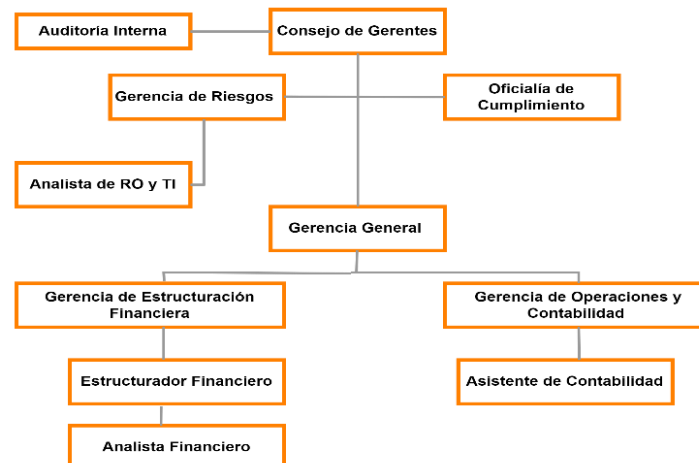 Auditoría Interna
Consejo de Gerentes
Gerencia de Riesgos
Oficialía de
Cumplimiento
Analista de RO y TI
Gerencia General
Gerencia de Estructuración
Financiera
Gerencia de Operaciones y
Contabilidad
Estructurador Financiero
Asistente de Contabilidad
Analista Financiero